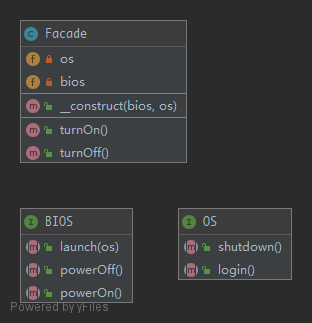 C Facade
f os
f bios
m __construct(bios, os)
m turnOn()
m turnOff()
I BIOS
m launch(os)
m powerOff()
m powerOn()
I OS
m shutdown()
m login()
Powered by yFiles